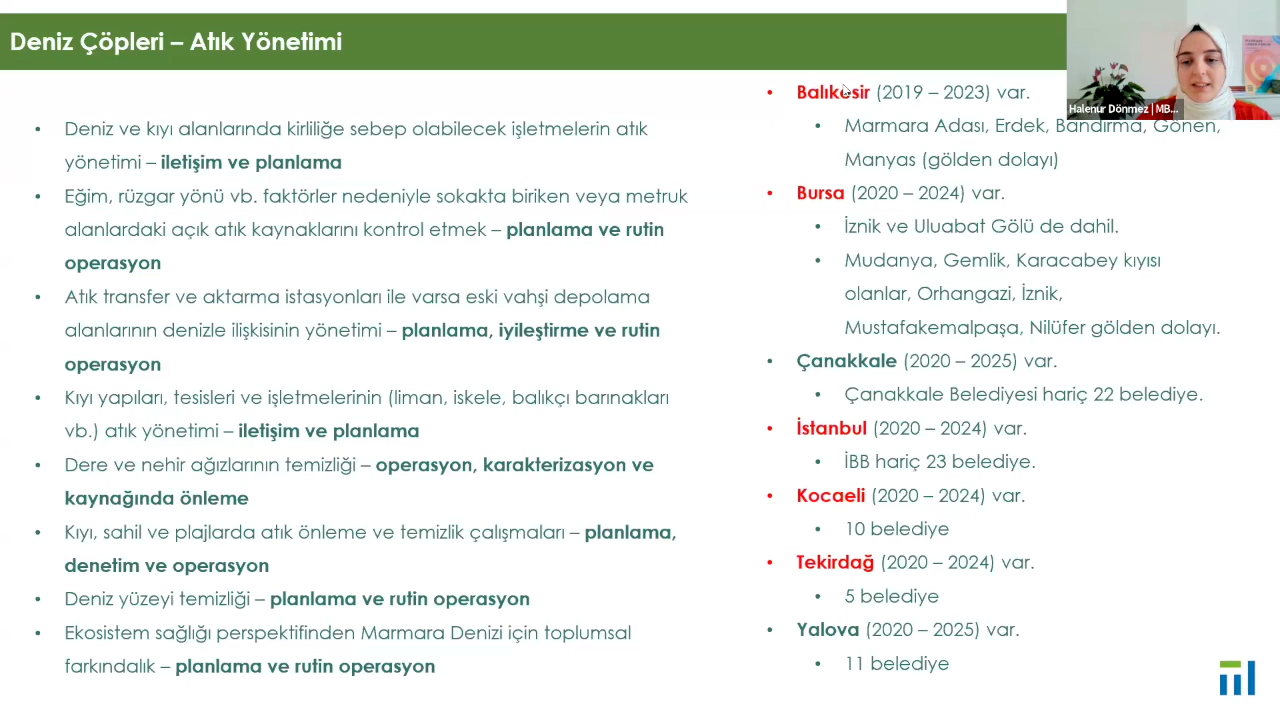 Deniz Çöpleri – Atık Yönetimi
Deniz ve kıyı alanlarında kirliliğe sebep olabilecek işletmelerin atık
yönetimi – iletişim ve planlama
Eğim, rüzgar yönü vb. faktörler nedeniyle sokakta biriken veya metruk
alanlardaki açık atık kaynaklarını kontrol etmek – planlama ve rutin
operasyon
Atık transfer ve aktarma istasyonları ile varsa eski vahşi depolama
alanlarının denizle ilişkisinin yönetimi – planlama, iyileştirme ve rutin
operasyon
Kıyı yapıları, tesisleri ve işletmelerinin (liman, iskele, balıkçı barınakları
vb.) atık yönetimi – iletişim ve planlama
Dere ve nehir ağızlarının temizliği – operasyon, karakterizasyon ve
kaynağında önleme
Kıyı, sahil ve plajlarda atık önleme ve temizlik çalışmaları – planlama,
denetim ve operasyon
Deniz yüzeyi temizliği – planlama ve rutin operasyon
Ekosistem sağlığı perspektifinden Marmara Denizi için toplumsal
farkındalık – planlama ve rutin operasyon
Balıkesir (2019 – 2023) var.
Marmara Adası, Erdek, Bandırma, Gönen,
Manyas (gölden dolayı)
Bursa (2020 – 2024) var.
İznik ve Uluabat Gölü de dahil.
Mudanya, Gemlik, Karacabey kıyısı
olanlar, Orhangazi, İznik,
Mustafakemalpaşa, Nilüfer gölden dolayı.
Çanakkale (2020 – 2025) var.
Çanakkale Belediyesi hariç 22 belediye.
İstanbul (2020 – 2024) var.
İBB hariç 23 belediye.
Kocaeli (2020 – 2024) var.
10 belediye
Tekirdağ (2020 – 2024) var.
5 belediye
Yalova (2020 – 2025) var.
11 belediye
Halenur Dönmez | MB...